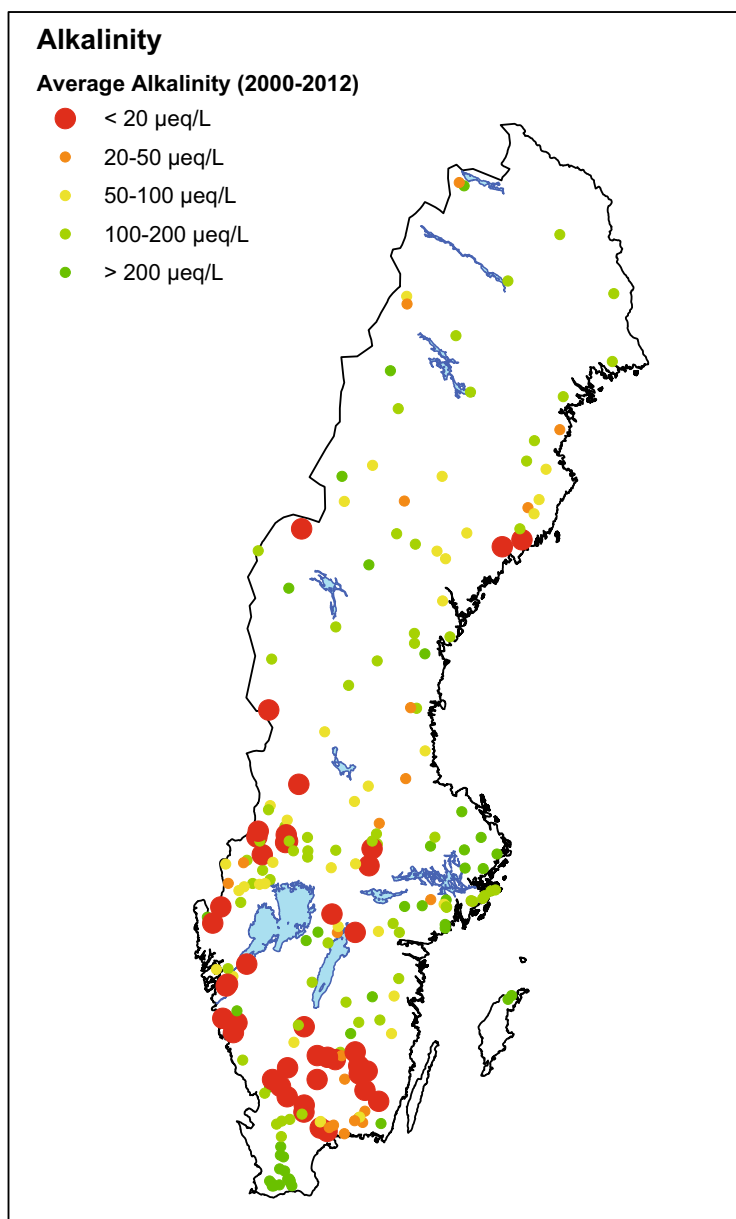 Alkalinity
Average Alkalinity (2000-2012)
< 20 µeq/L
20-50 µeq/L
50-100 µeq/L
100-200 µeq/L
> 200 µeq/L